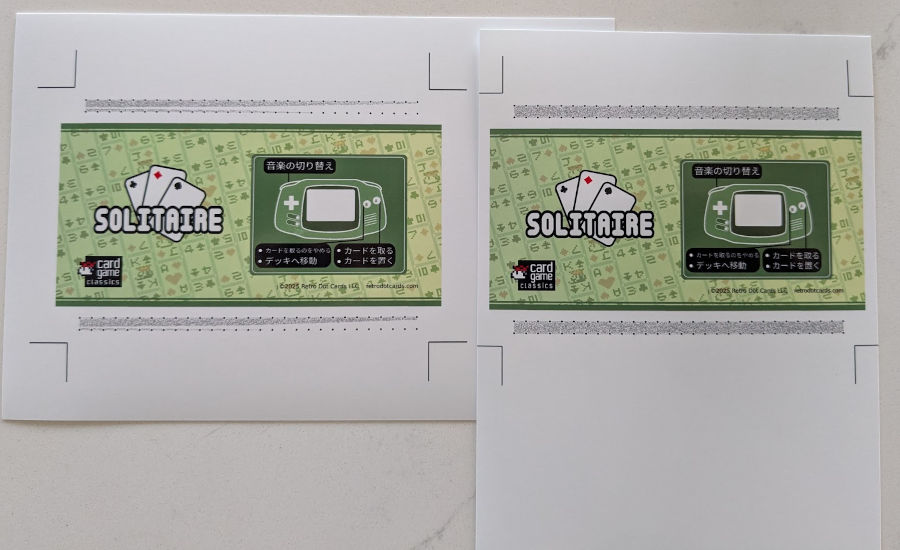 SOLITAIRE
card
game
classics
音楽の切り替え
カードを取るのをやめる
デッキへ移動
カードを取る
カードを置く
©2025 Retro Dot Cards LLC retrodotcards.com
SOLITAIRE
card
game
classics
音楽の切り替え
カードを取るのをやめる
デッキへ移動
カードを取る
カードを置く
©2025 Retro Dot Cards LLC retrodotcards.com